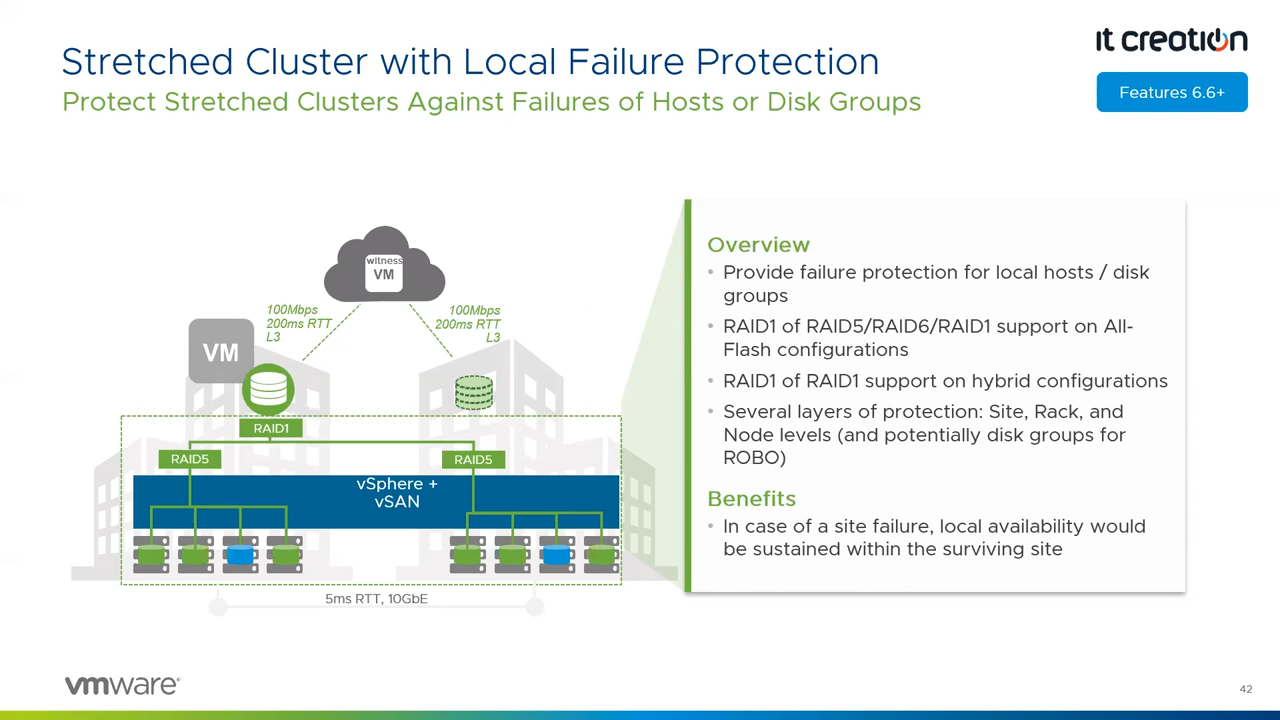 it creation
Stretched Cluster with Local Failure Protection
Protect Stretched Clusters Against Failures of Hosts or Disk Groups
Features 6.6+
witness
VM
100Mbps
200ms RTT
L3
100Mbps
200ms RTT
L3
VM
RAID1
RAID5
RAID5
vSphere +
vSAN
5ms RTT, 10GbE
Overview
• Provide failure protection for local hosts / disk
groups
• RAID1 of RAID5/RAID6/RAID1 support on All-
Flash configurations
• RAID1 of RAID1 support on hybrid configurations
• Several layers of protection: Site, Rack, and
Node levels (and potentially disk groups for
ROBO)
Benefits
• In case of a site failure, local availability would
be sustained within the surviving site
vmware®
42